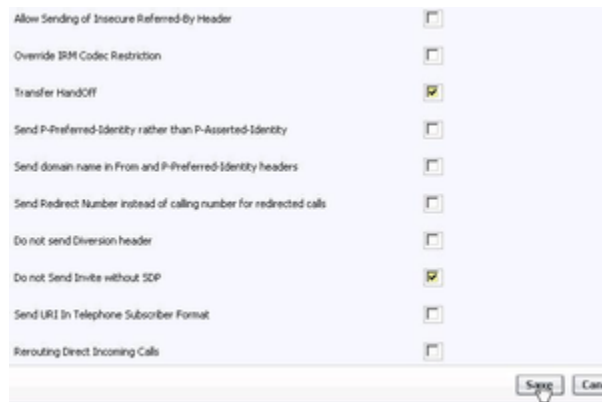 Allow Sending of Insecure Referred-By Header
Override IRM Codec Restriction
Transfer HandOff
Send P-Preferred-Identity rather than P-Asserted-Identity
Send domain name in From and P-Preferred-Identity headers
Send Redirect Number instead of calling number for redirected calls
Do not send Diversion header
Do not Send Invite without SDP
Send URI In Telephone Subscriber Format
Rerouting Direct Incoming Calls
Save Can